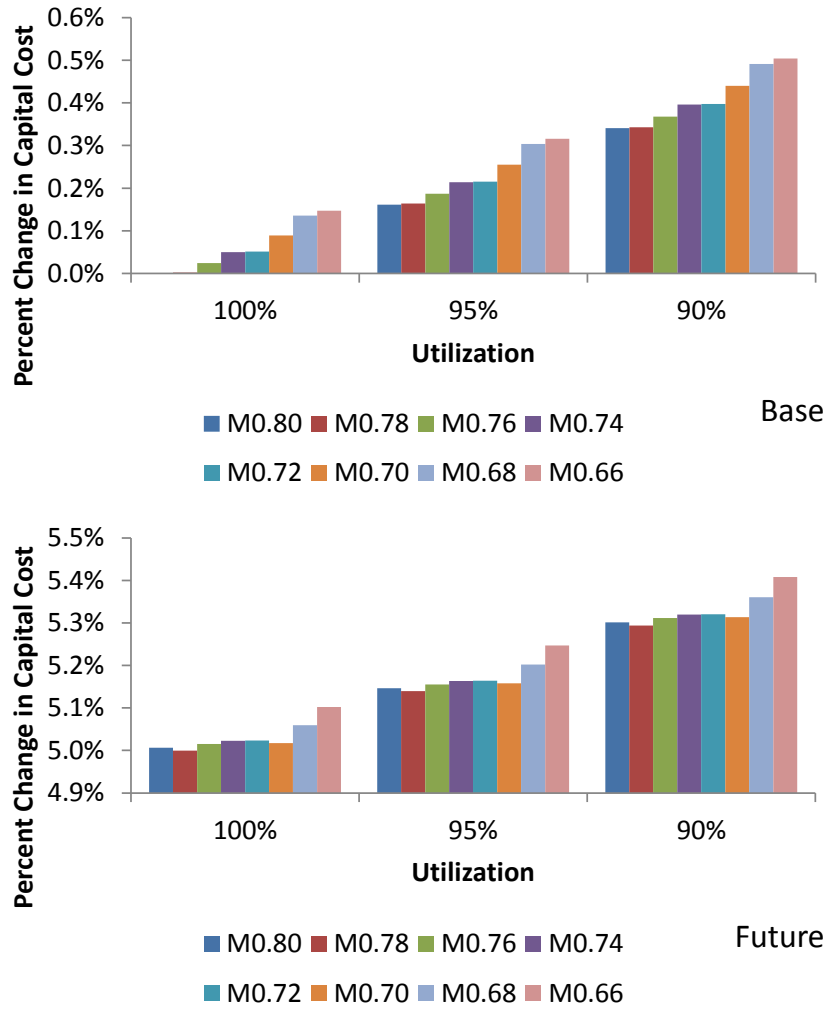 Percent Change in Capital Cost
0.6%
0.5%
0.4%
0.3%
0.2%
0.1%
0.0%
100% 95% 90%
Utilization
Base
M0.80 M0.78 M0.76 M0.74
M0.72 M0.70 M0.68 M0.66
Percent Change in Capital Cost
5.5%
5.4%
5.3%
5.2%
5.1%
5.0%
4.9%
100% 95% 90%
Utilization
Future
M0.80 M0.78 M0.76 M0.74
M0.72 M0.70 M0.68 M0.66